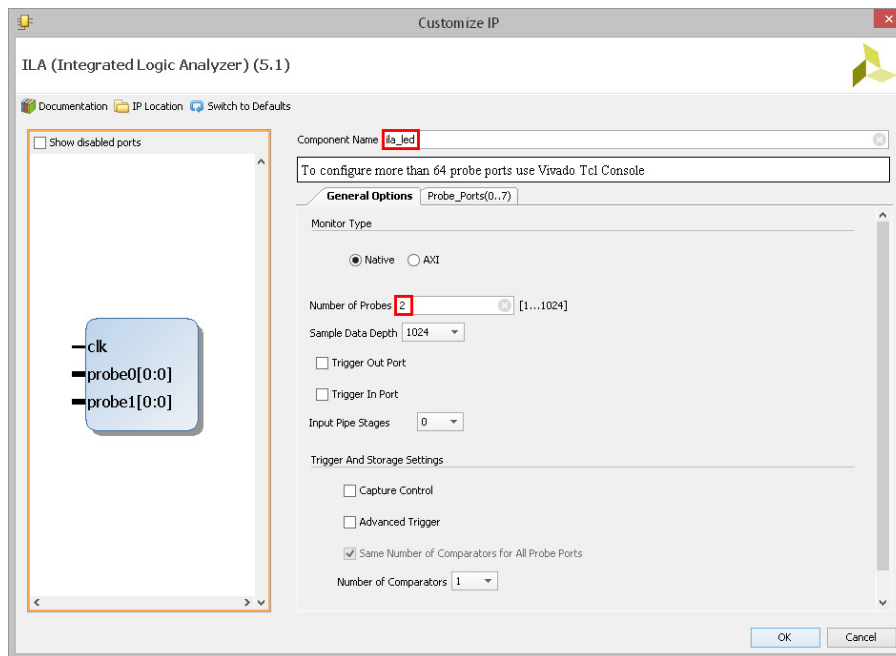 Customize IP
ILA (Integrated Logic Analyzer) (5.1)
Documentation IP Location Switch to Defaults
Show disabled ports
clk
probe0[0:0]
probe1[0:0]
Component Name ila_led
To configure more than 64 probe ports use Vivado Tcl Console
General Options Probe_Ports(0..7)
Monitor Type
Native AXI
Number of Probes 2 [1...1024]
Sample Data Depth 1024
Trigger Out Port
Trigger In Port
Input Pipe Stages 0
Trigger And Storage Settings
Capture Control
Advanced Trigger
Same Number of Comparators for All Probe Ports
Number of Comparators 1
OK Cancel